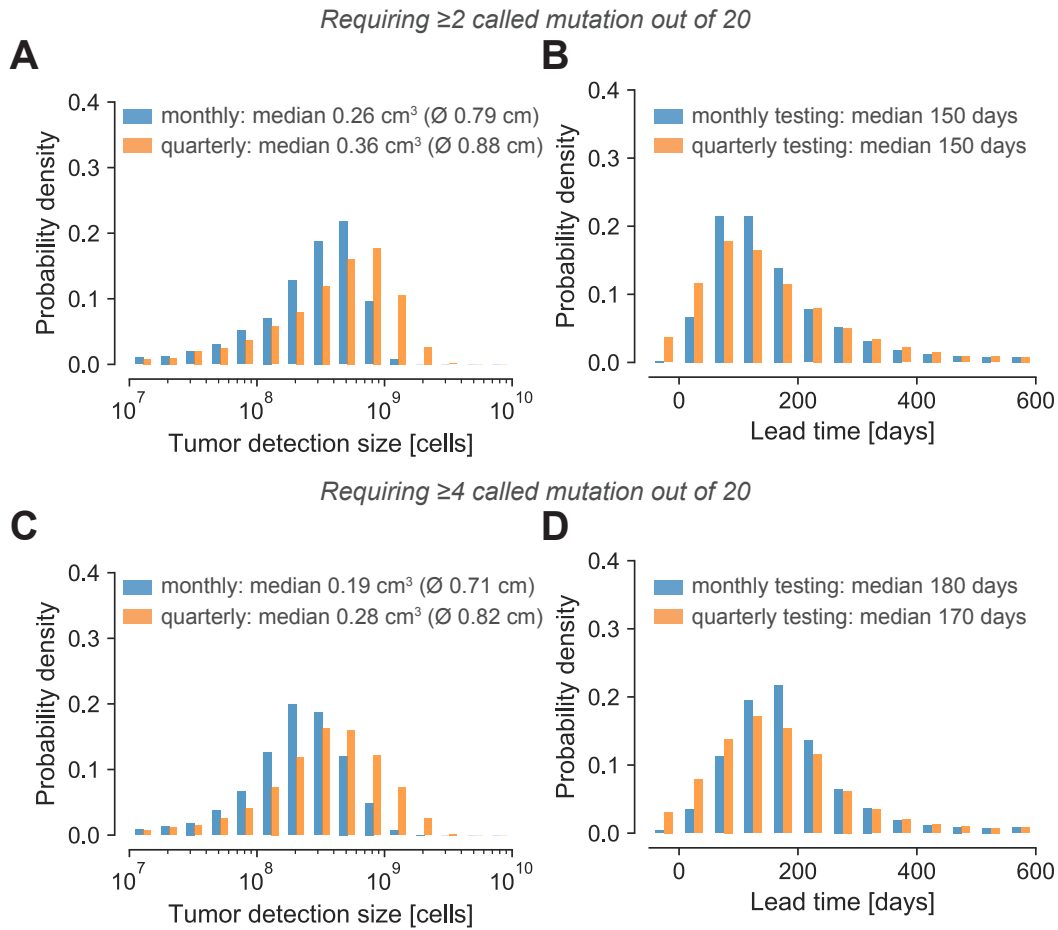 Requiring ≥2 called mutation out of 20
A
B
monthly: median 0.26 cm³ (Ø 0.79 cm)
quarterly: median 0.36 cm³ (Ø 0.88 cm)
Probability density
0.4
0.3
0.2
0.1
0.0
10⁷
10⁸
10⁹
10¹⁰
Tumor detection size [cells]
monthly testing: median 150 days
quarterly testing: median 150 days
Probability density
0.4
0.3
0.2
0.1
0.0
0
200
400
600
Lead time [days]
Requiring ≥4 called mutation out of 20
C
D
monthly: median 0.19 cm³ (Ø 0.71 cm)
quarterly: median 0.28 cm³ (Ø 0.82 cm)
Probability density
0.4
0.3
0.2
0.1
0.0
10⁷
10⁸
10⁹
10¹⁰
Tumor detection size [cells]
monthly testing: median 180 days
quarterly testing: median 170 days
Probability density
0.4
0.3
0.2
0.1
0.0
0
200
400
600
Lead time [days]